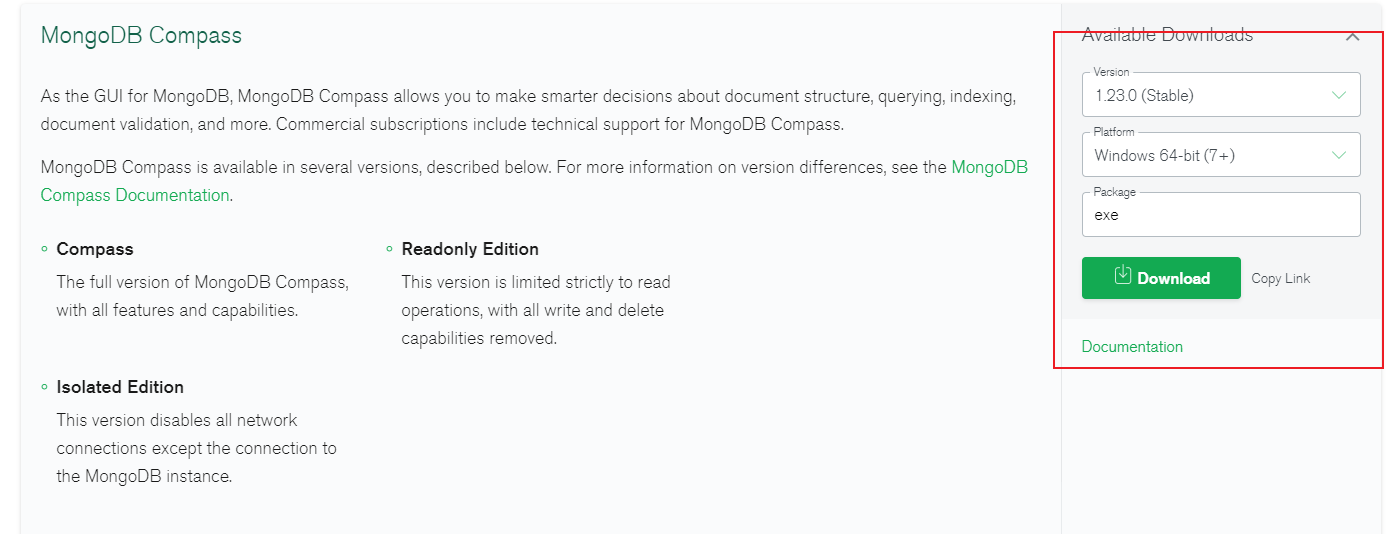 MongoDB Compass
As the GUI for MongoDB, MongoDB Compass allows you to make smarter decisions about document structure, querying, indexing,
document validation, and more. Commercial subscriptions include technical support for MongoDB Compass.
MongoDB Compass is available in several versions, described below. For more information on version differences, see the MongoDB
Compass Documentation.
Compass
The full version of MongoDB Compass,
with all features and capabilities.
Readonly Edition
This version is limited strictly to read
operations, with all write and delete
capabilities removed.
Isolated Edition
This version disables all network
connections except the connection to
the MongoDB instance.
Available Downloads
Version
1.23.0 (Stable)
Platform
Windows 64-bit (7+)
Package
exe
Download
Copy Link
Documentation